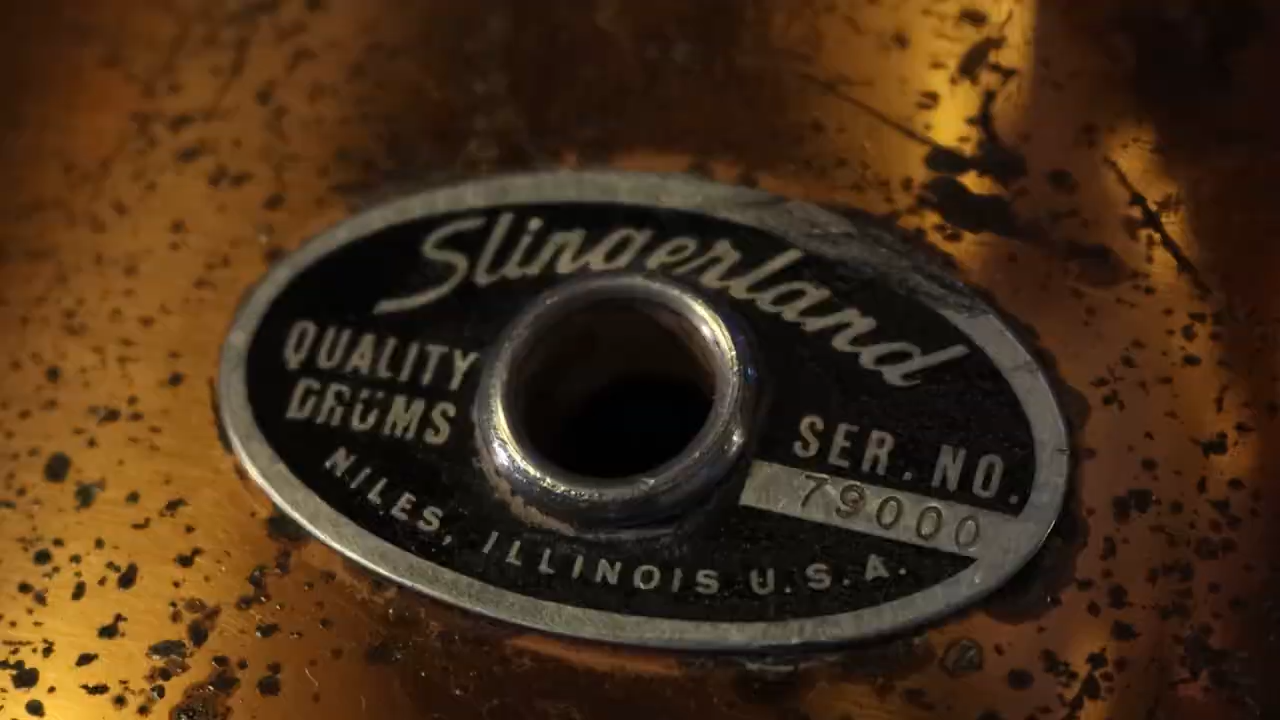 Slingerland
QUALITY
DRUMS
SER. NO.
79000
NILES, ILLINOIS U.S.A.